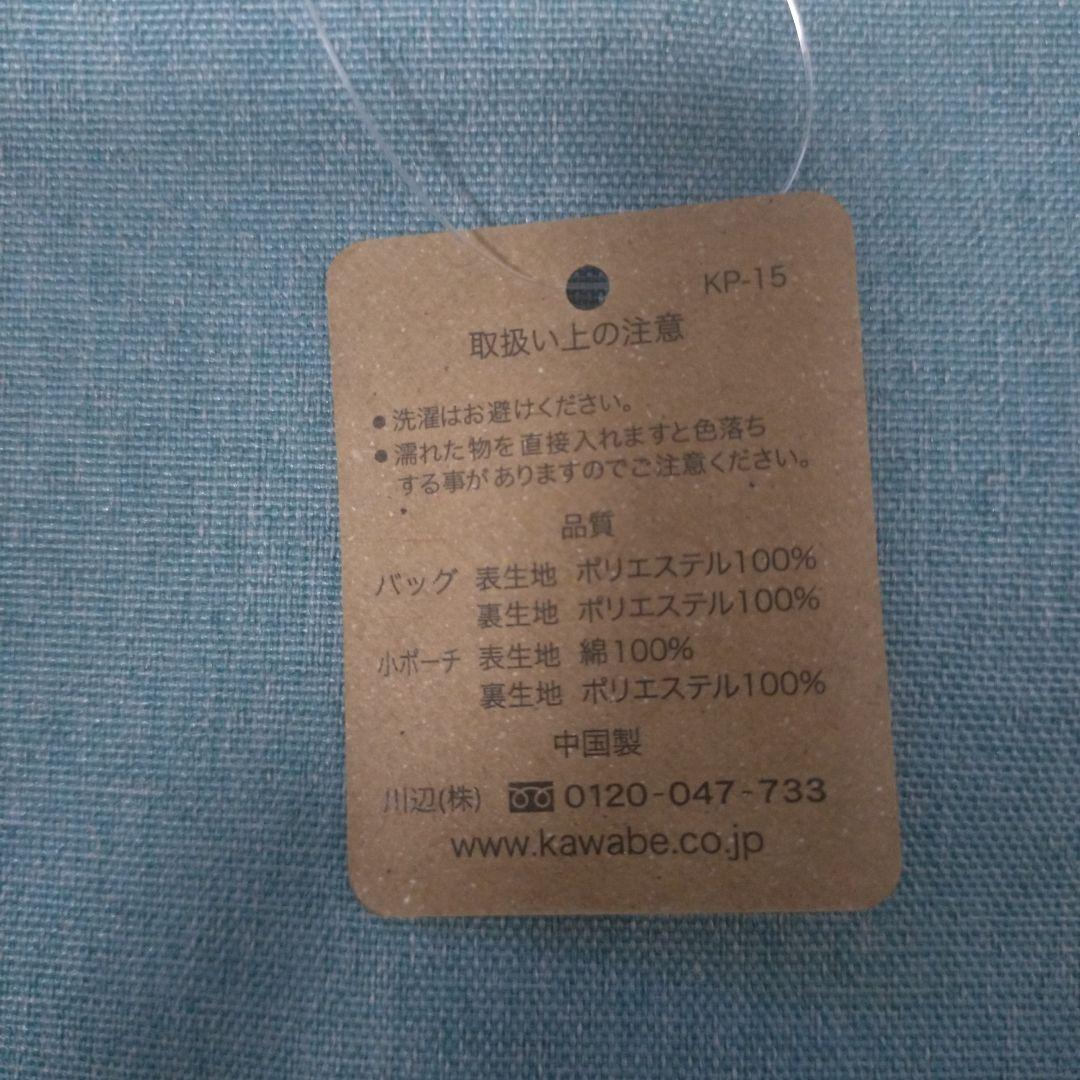 KP-15
取扱い上の注意
●洗濯はお避けください。
●濡れた物を直接入れますと色落ち
する事がありますのでご注意ください。
品質
バッグ 表生地 ポリエステル100%
裏生地 ポリエステル100%
小ポーチ 表生地 綿100%
裏生地 ポリエステル100%
中国製
川辺(株) 0120-047-733
www.kawabe.co.jp